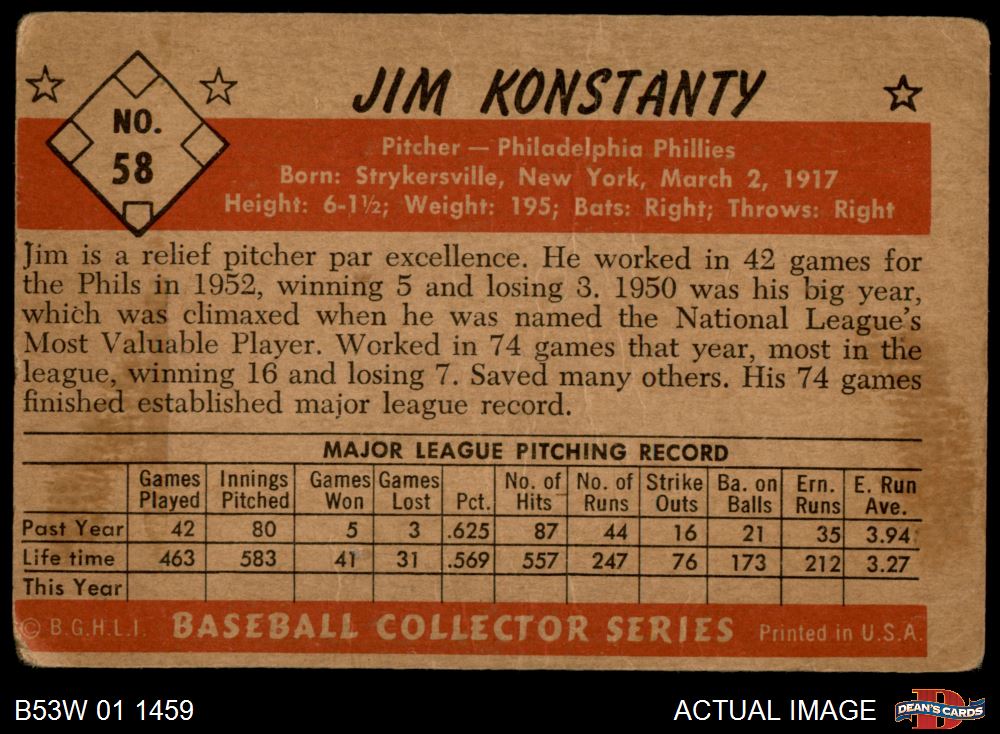 NO.
58
JIM KONSTANTY
Pitcher — Philadelphia Phillies
Born: Strykersville, New York, March 2, 1917
Height: 6-1½; Weight: 195; Bats: Right; Throws: Right
Jim is a relief pitcher par excellence. He worked in 42 games for
the Phils in 1952, winning 5 and losing 3. 1950 was his big year,
which was climaxed when he was named the National League's
Most Valuable Player. Worked in 74 games that year, most in the
league, winning 16 and losing 7. Saved many others. His 74 games
finished established major league record.
MAJOR LEAGUE PITCHING RECORD
Games Played Innings Pitched Games Won Games Lost Pct. No. of Hits No. of Runs Strike Outs Ba. on Balls Ern. Runs E. Run Ave.
Past Year 42 80 5 3 .625 87 44 16 21 35 3.94
Life time 463 583 41 31 .569 557 247 76 173 212 3.27
This Year
© B.G.H.L.I. BASEBALL COLLECTOR SERIES Printed in U.S.A.
B53W 01 1459 ACTUAL IMAGE DEAN'S CARDS